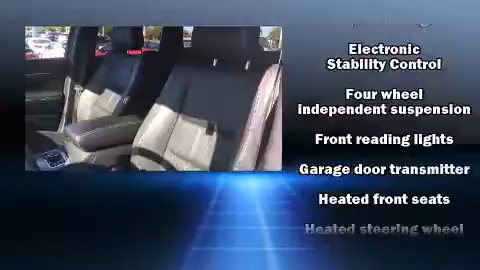 Electronic
Stability Control
Four wheel
independent suspension
Front reading lights
Garage door transmitter
Heated front seats
Heated steering wheel